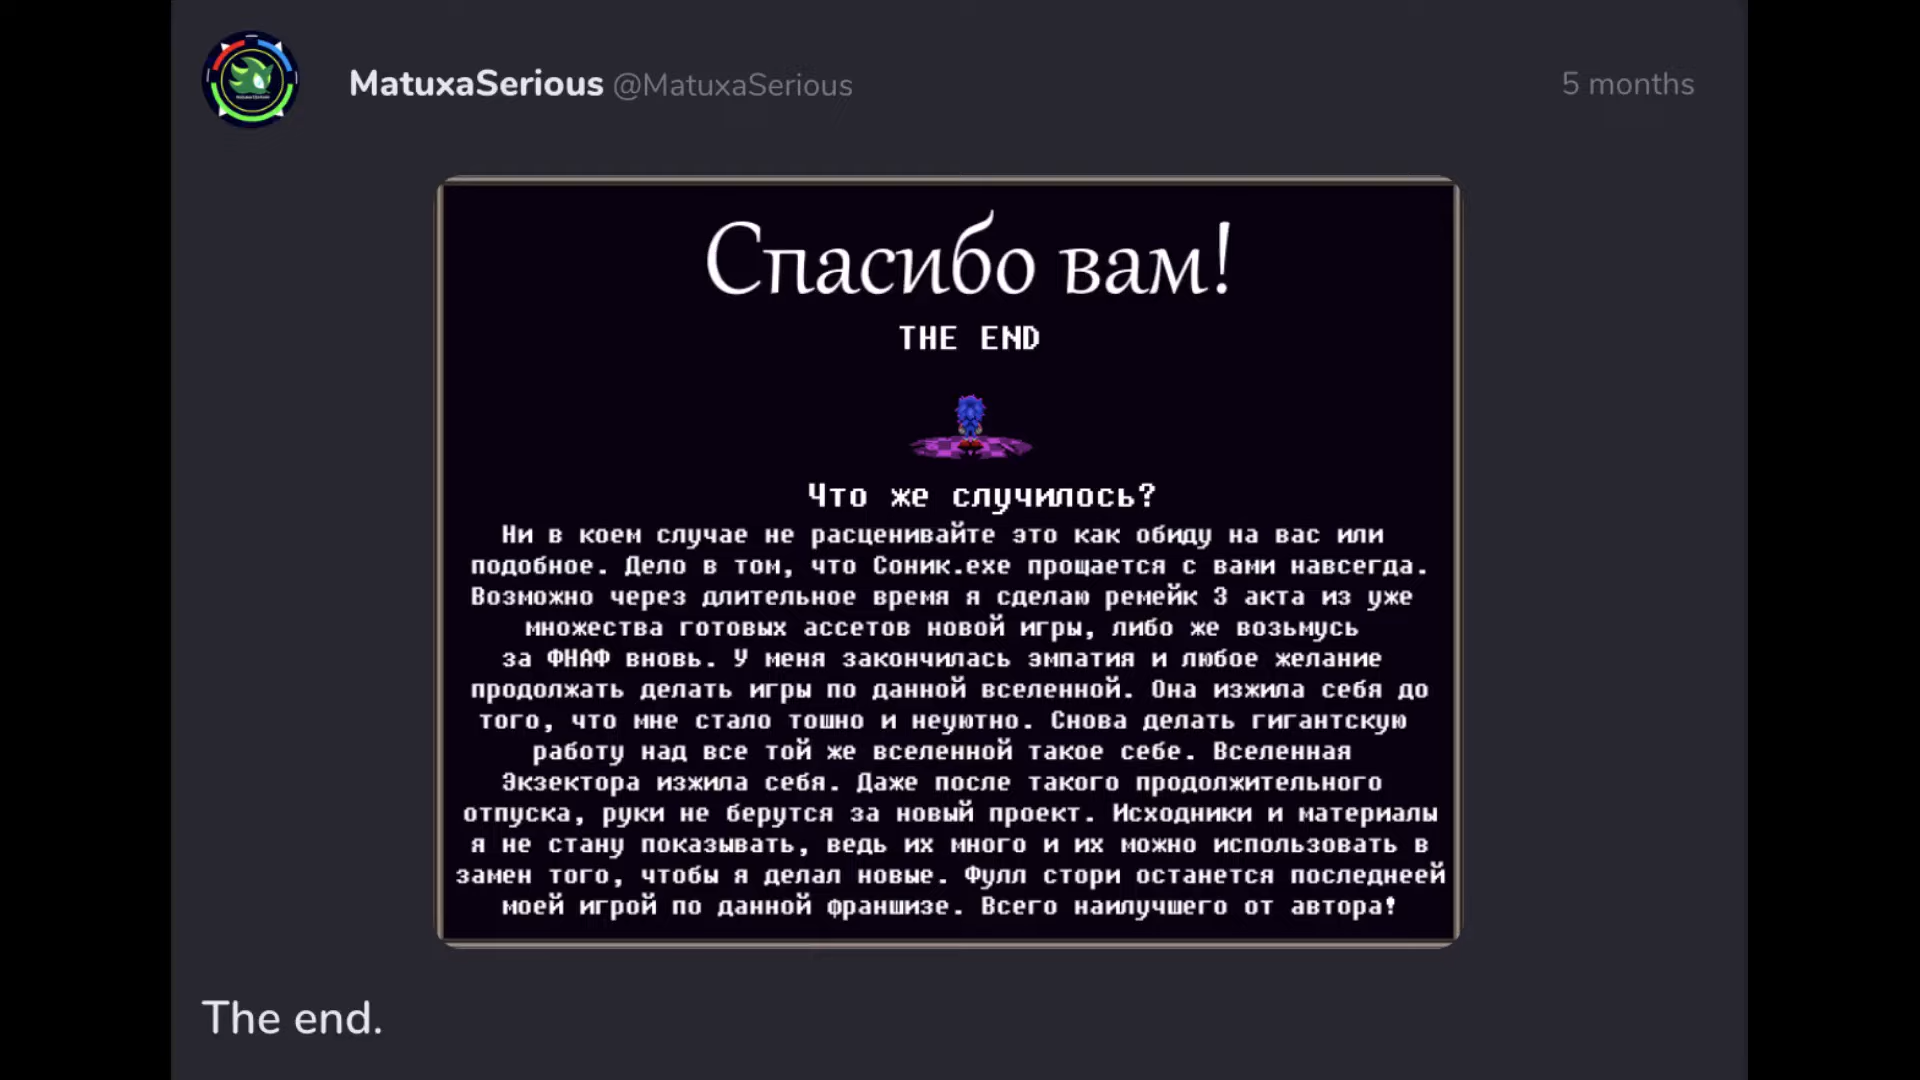 MatuxaSerious @MatuxaSerious 5 months
Спасибо вам!
THE END
Что же случилось?
Ни в коем случае не расценивайте это как обиду на вас или
подобное. Дело в том, что Соник.exe прощается с вами навсегда.
Возможно через длительное время я сделаю ремейк 3 акта из уже
множества готовых ассетов новой игры, либо же возьмусь
за ФНАФ вновь. У меня закончилась эмпатия и любое желание
продолжать делать игры по данной вселенной. Она изжила себя до
того, что мне стало тошно и неуютно. Снова делать гигантскую
работу над все той же вселенной такое себе. Вселенная
Экзектора изжила себя. Даже после такого продолжительного
отпуска, руки не берутся за новый проект. Исходники и материалы
я не стану показывать, ведь их много и их можно использовать в
замен того, чтобы я делал новые. Фулл стори останется последнеей
моей игрой по данной франшизе. Всего наилучшего от автора!
The end.